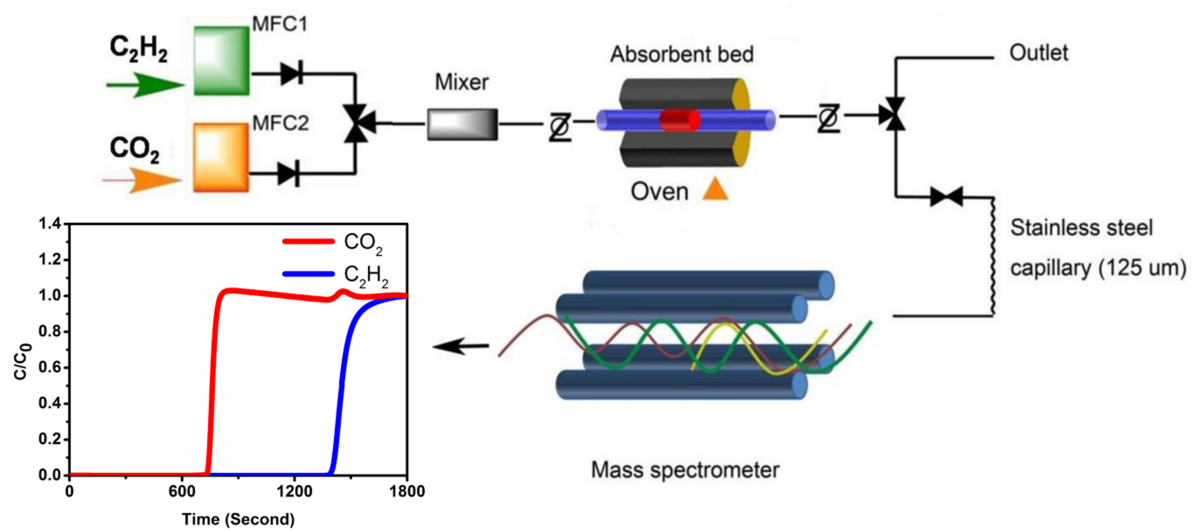 C₂H₂
MFC1
CO₂
MFC2
Mixer
Absorbent bed
Oven
Outlet
Stainless steel
capillary (125 um)
Mass spectrometer
CO₂
C₂H₂
C/C₀
1.4
1.2
1.0
0.8
0.6
0.4
0.2
0.0
0
600
1200
1800
Time (Second)